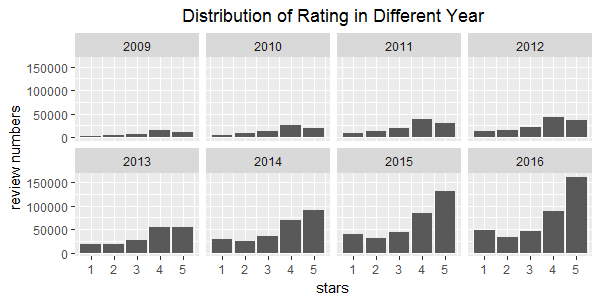 Distribution of Rating in Different Year
2009 2010 2011 2012
150000
100000
50000
0
2013 2014 2015 2016
150000
100000
50000
0
1 2 3 4 5 1 2 3 4 5 1 2 3 4 5 1 2 3 4 5
stars
review numbers